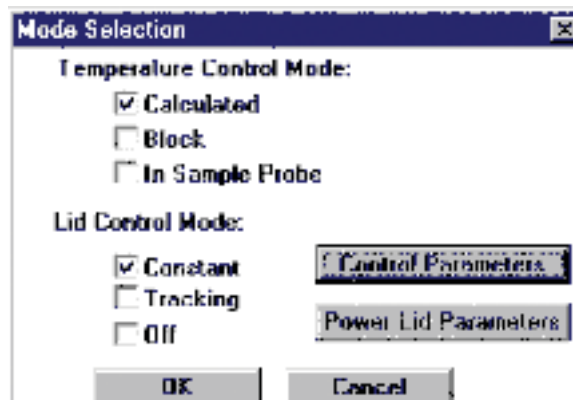 Mode Selection
Temperature Control Mode:
Calculated
Block
In Sample Probe
Lid Control Mode:
Constant
Control Parameters
Tracking
Power Lid Parameters
Off
OK
Cancel